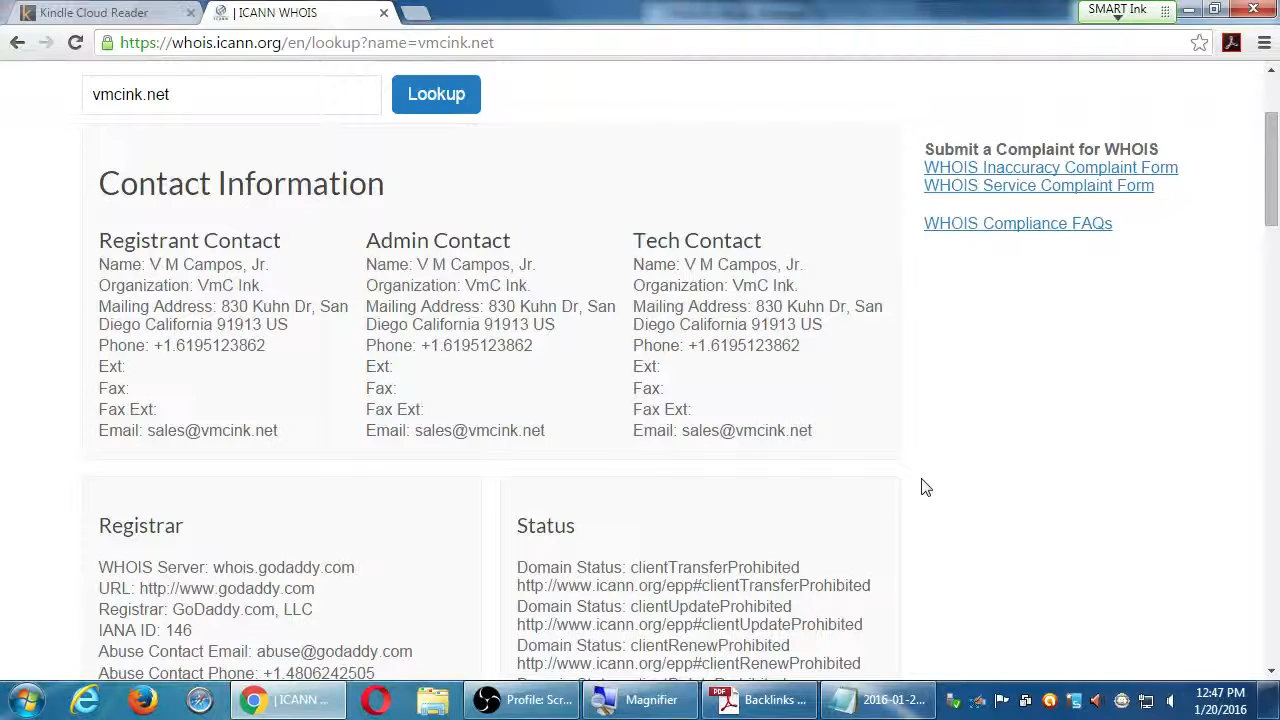 Kindle Cloud Reader
| ICANN WHOIS
SMART Ink
https://whois.icann.org/en/lookup?name=vmcink.net
vmcink.net
Lookup
Submit a Complaint for WHOIS
WHOIS Inaccuracy Complaint Form
WHOIS Service Complaint Form
WHOIS Compliance FAQs
Contact Information
Registrant Contact
Name: V M Campos, Jr.
Organization: VmC Ink.
Mailing Address: 830 Kuhn Dr, San
Diego California 91913 US
Phone: +1.6195123862
Ext:
Fax:
Fax Ext:
Email: sales@vmcink.net
Admin Contact
Name: V M Campos, Jr.
Organization: VmC Ink.
Mailing Address: 830 Kuhn Dr, San
Diego California 91913 US
Phone: +1.6195123862
Ext:
Fax:
Fax Ext:
Email: sales@vmcink.net
Tech Contact
Name: V M Campos, Jr.
Organization: VmC Ink.
Mailing Address: 830 Kuhn Dr, San
Diego California 91913 US
Phone: +1.6195123862
Ext:
Fax:
Fax Ext:
Email: sales@vmcink.net
Registrar
WHOIS Server: whois.godaddy.com
URL: http://www.godaddy.com
Registrar: GoDaddy.com, LLC
IANA ID: 146
Abuse Contact Email: abuse@godaddy.com
Abuse Contact Phone: +1.4806242505
Status
Domain Status: clientTransferProhibited
http://www.icann.org/epp#clientTransferProhibited
Domain Status: clientUpdateProhibited
http://www.icann.org/epp#clientUpdateProhibited
Domain Status: clientRenewProhibited
http://www.icann.org/epp#clientRenewProhibited
| ICANN ...
Profile: Scr...
Magnifier
PDF
Backlinks ...
2016-01-2...
12:47 PM
1/20/2016